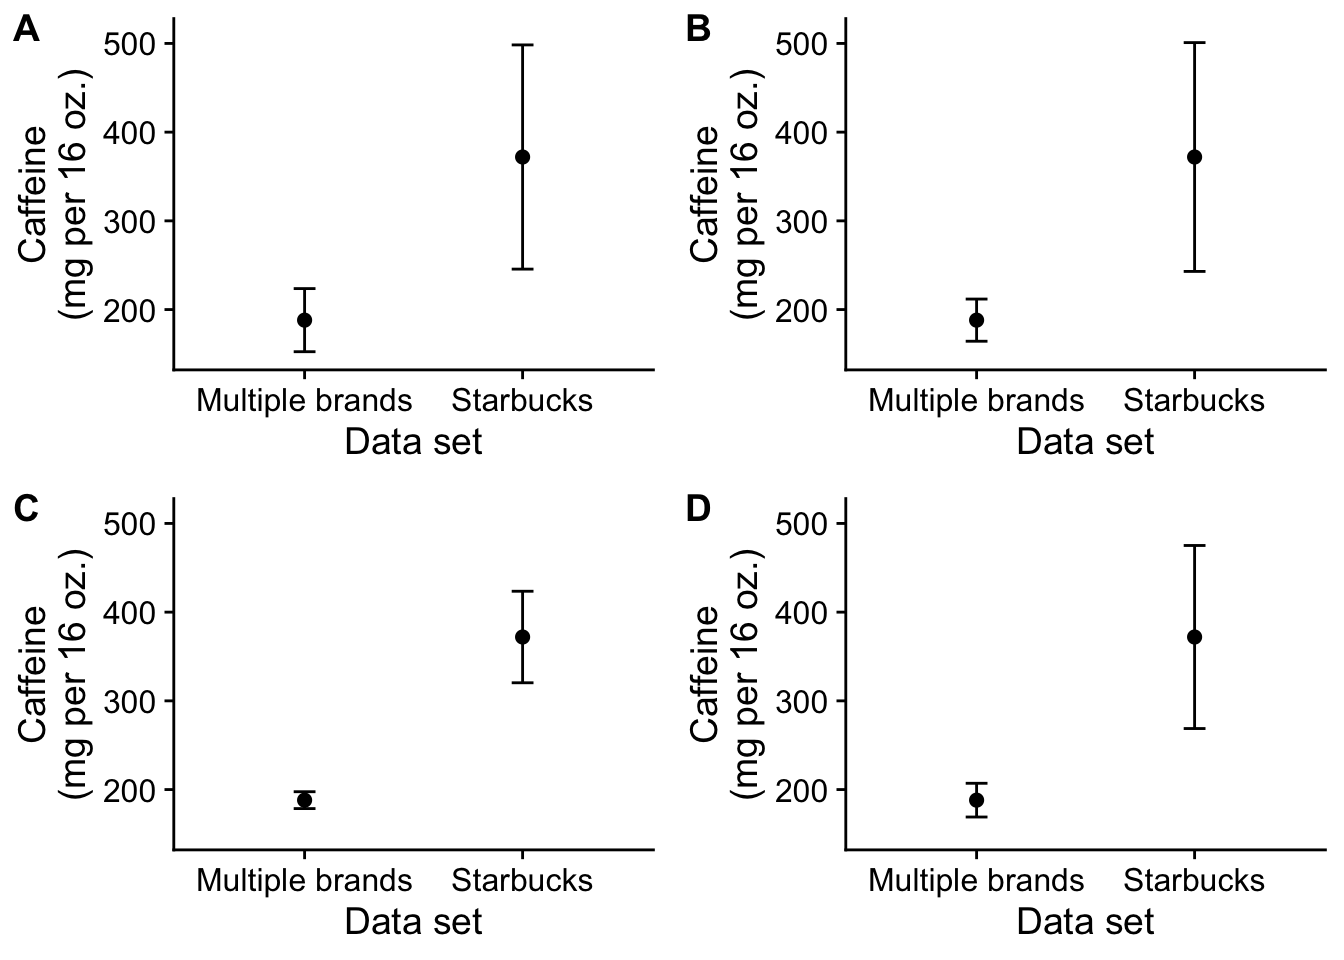 A
500
400
300
200
Caffeine
(mg per 16 oz.)
Multiple brands
Starbucks
Data set
B
500
400
300
200
Caffeine
(mg per 16 oz.)
Multiple brands
Starbucks
Data set
C
500
400
300
200
Caffeine
(mg per 16 oz.)
Multiple brands
Starbucks
Data set
D
500
400
300
200
Caffeine
(mg per 16 oz.)
Multiple brands
Starbucks
Data set